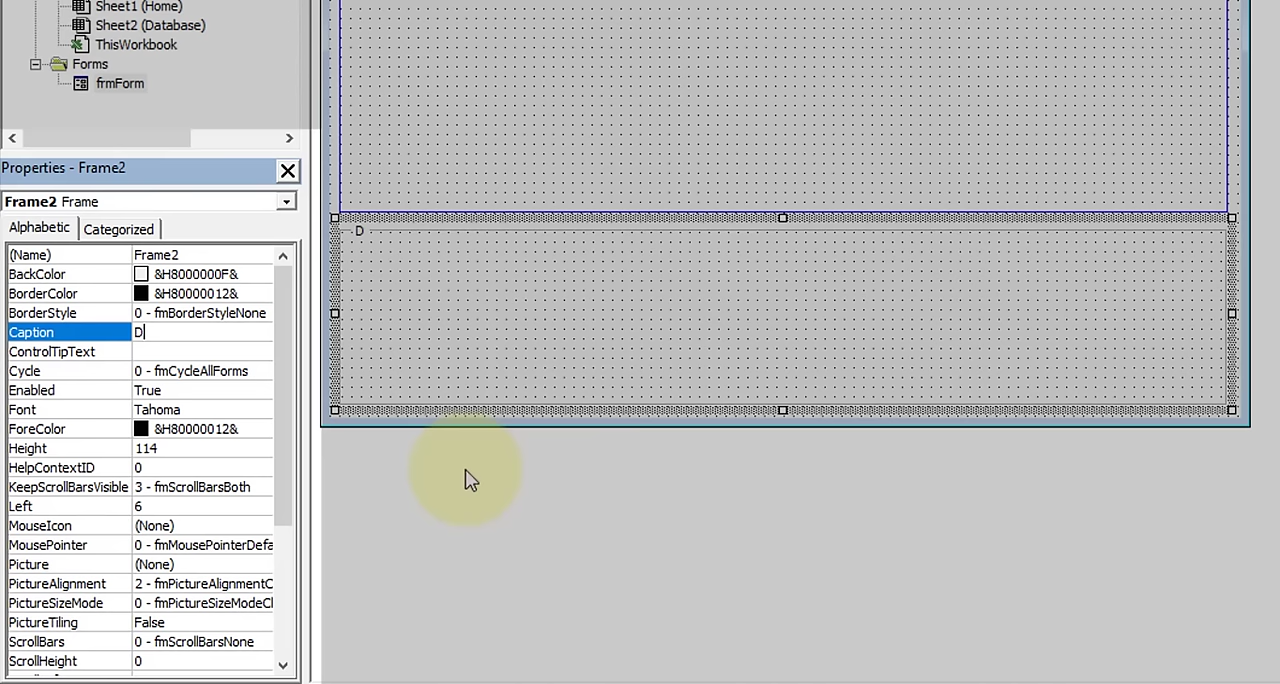 Sheet1 (Home)
Sheet2 (Database)
ThisWorkbook
Forms
frmForm
Properties - Frame2
Frame2 Frame
Alphabetic Categorized
(Name) Frame2
BackColor &H8000000F&
BorderColor &H80000012&
BorderStyle 0 - fmBorderStyleNone
Caption D
ControlTipText
Cycle 0 - fmCycleAllForms
Enabled True
Font Tahoma
ForeColor &H80000012&
Height 114
HelpContextID 0
KeepScrollBarsVisible 3 - fmScrollBarsBoth
Left 6
MouseIcon (None)
MousePointer 0 - fmMousePointerDefa
Picture (None)
PictureAlignment 2 - fmPictureAlignmentC
PictureSizeMode 0 - fmPictureSizeModeCl
PictureTiling False
ScrollBars 0 - fmScrollBarsNone
ScrollHeight 0
D